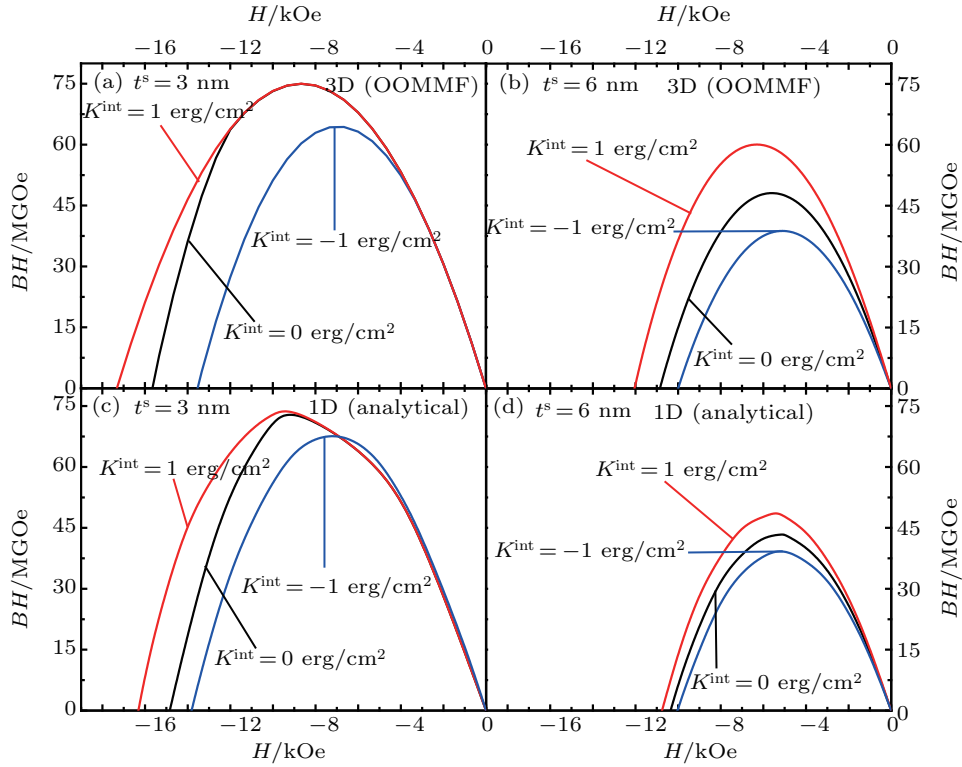 H/kOe H/kOe
−16 −12 −8 −4 0 −12 −8 −4 0
(a) tˢ = 3 nm 3D (OOMMF)
Kⁱⁿᵗ = 1 erg/cm²
Kⁱⁿᵗ = −1 erg/cm²
Kⁱⁿᵗ = 0 erg/cm²
BH/MGOe
75
60
45
30
15
0
(b) tˢ = 6 nm 3D (OOMMF)
Kⁱⁿᵗ = 1 erg/cm²
Kⁱⁿᵗ = −1 erg/cm²
Kⁱⁿᵗ = 0 erg/cm²
75
60
45
30
15
0
BH/MGOe
(c) tˢ = 3 nm 1D (analytical)
Kⁱⁿᵗ = 1 erg/cm²
Kⁱⁿᵗ = −1 erg/cm²
Kⁱⁿᵗ = 0 erg/cm²
BH/MGOe
75
60
45
30
15
0
(d) tˢ = 6 nm 1D (analytical)
Kⁱⁿᵗ = 1 erg/cm²
Kⁱⁿᵗ = −1 erg/cm²
Kⁱⁿᵗ = 0 erg/cm²
75
60
45
30
15
0
BH/MGOe
−16 −12 −8 −4 0 −12 −8 −4 0
H/kOe H/kOe